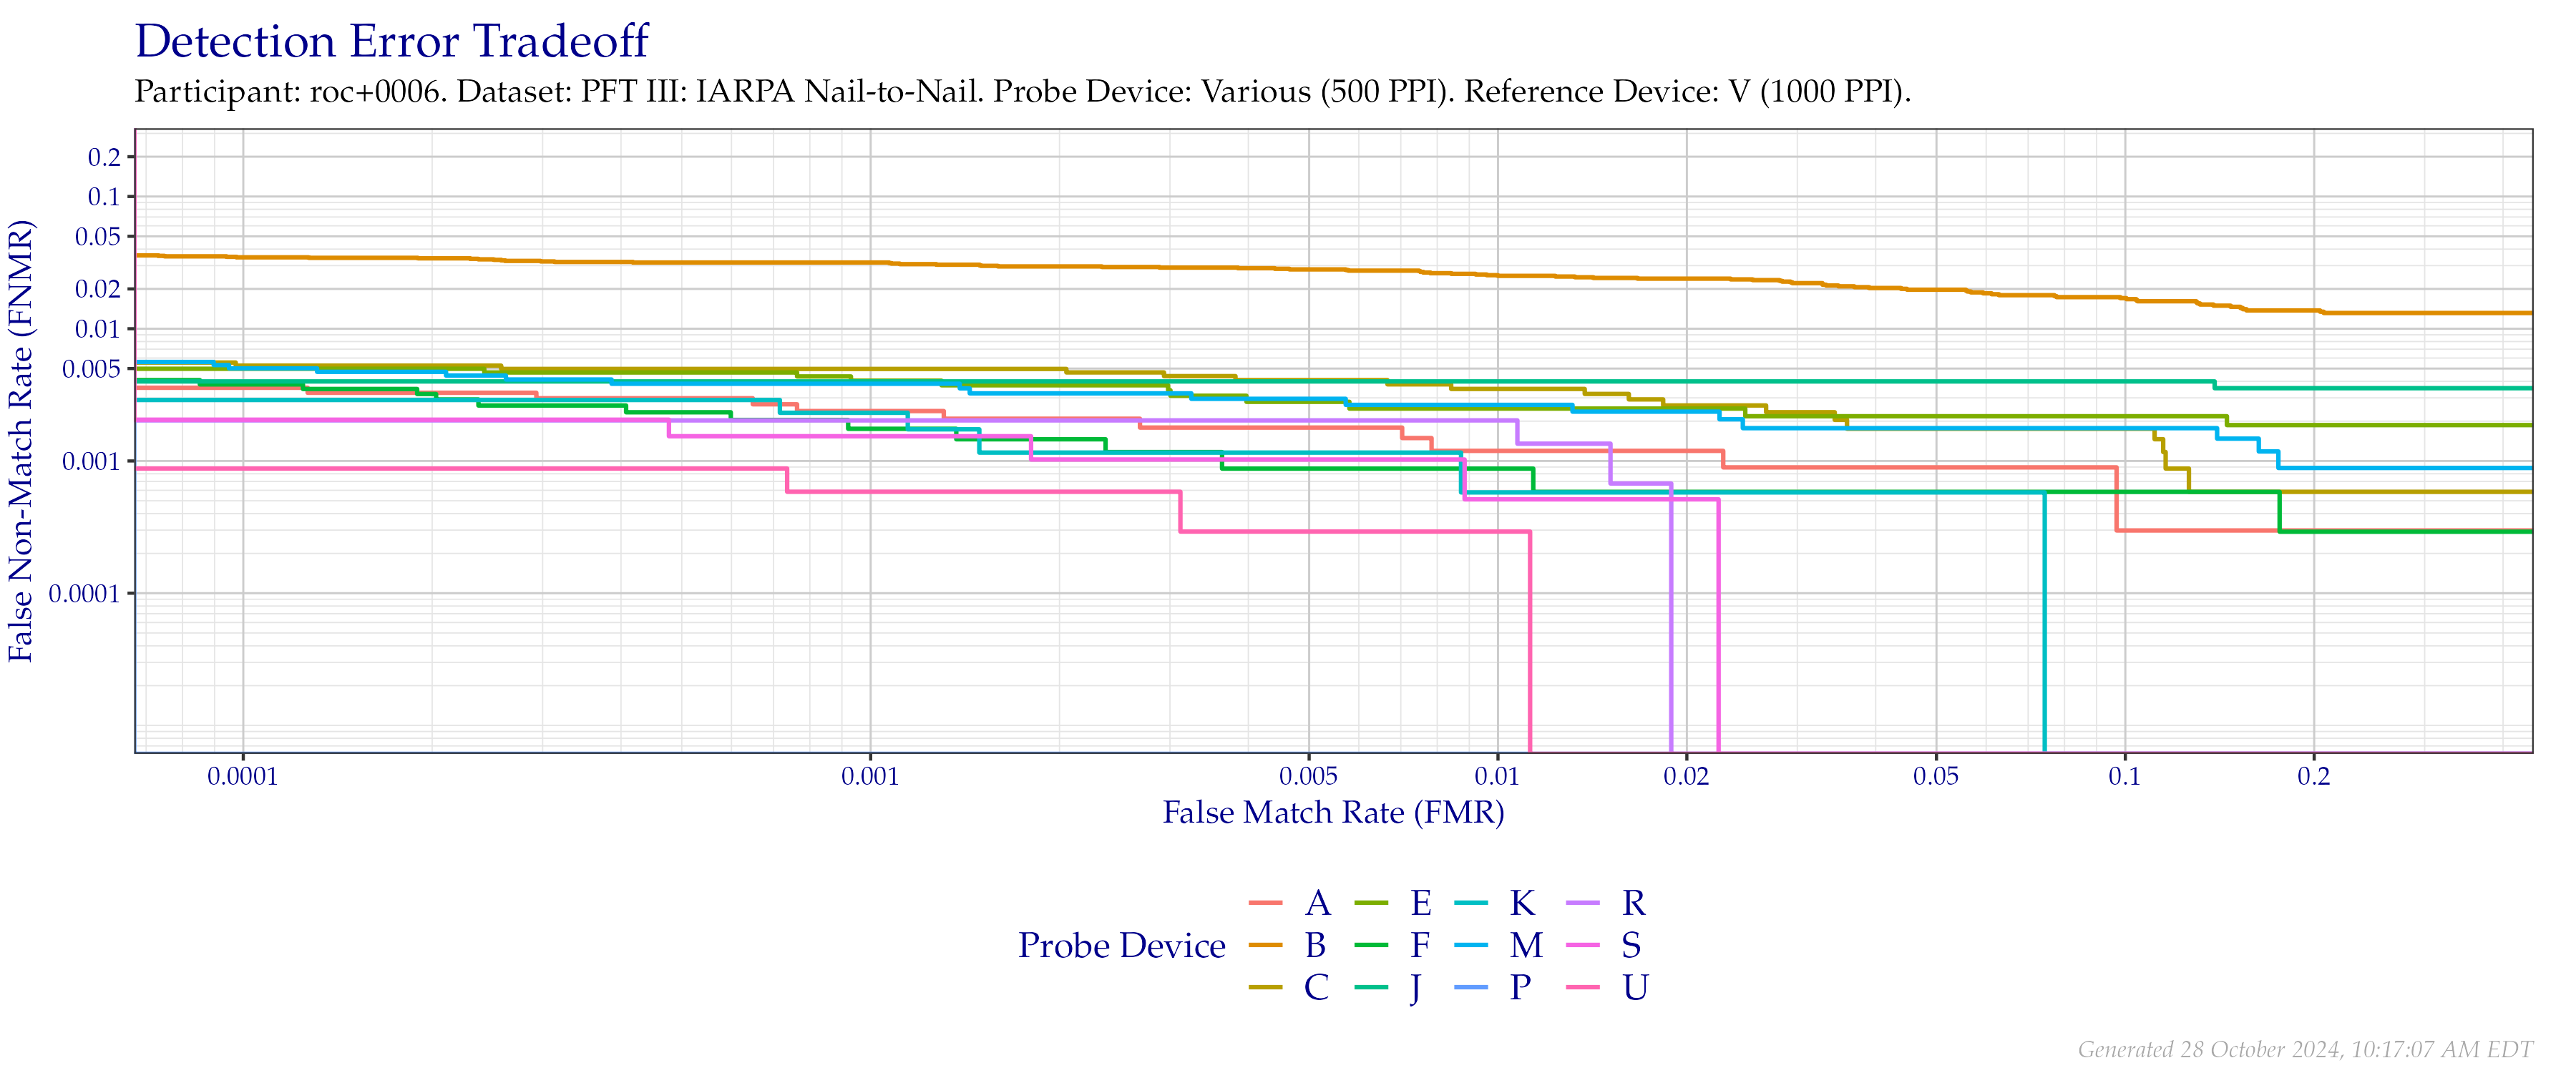 Detection Error Tradeoff
Participant: roc+0006. Dataset: PFT III: IARPA Nail-to-Nail. Probe Device: Various (500 PPI). Reference Device: V (1000 PPI).
False Non-Match Rate (FNMR)
0.2
0.1
0.05
0.02
0.01
0.005
0.001
0.0001
0.0001 0.001 0.005 0.01 0.02 0.05 0.1 0.2
False Match Rate (FMR)
Probe Device
A E K R
B F M S
C J P U
Generated 28 October 2024, 10:17:07 AM EDT